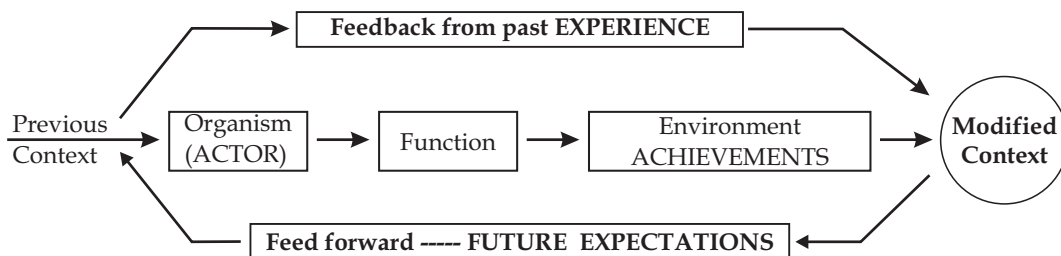 Feedback from past EXPERIENCE
Previous
Context
Organism
(ACTOR)
Function
Environment
ACHIEVEMENTS
Modified
Context
Feed forward ----- FUTURE EXPECTATIONS